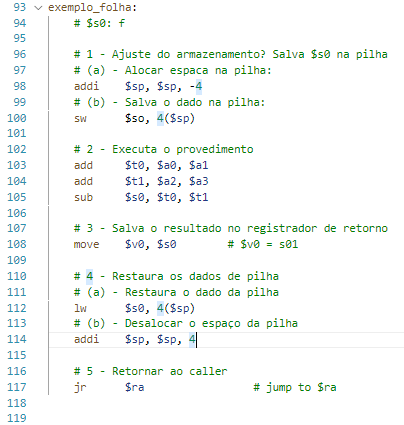 93 exemplo_folha:
94 # $s0: f
95
96 # 1 - Ajuste do armazenamento? Salva $s0 na pilha
97 # (a) - Alocar espaca na pilha:
98 addi $sp, $sp, -4
99 # (b) - Salva o dado na pilha:
100 sw $so, 4($sp)
101
102 # 2 - Executa o provedimento
103 add $t0, $a0, $a1
104 add $t1, $a2, $a3
105 sub $s0, $t0, $t1
106
107 # 3 - Salva o resultado no registrador de retorno
108 move $v0, $s0 # $v0 = s01
109
110 # 4 - Restaura os dados de pilha
111 # (a) - Restaura o dado da pilha
112 lw $s0, 4($sp)
113 # (b) - Desalocar o espaço da pilha
114 addi $sp, $sp, 4
115
116 # 5 - Retornar ao caller
117 jr $ra # jump to $ra
118
119